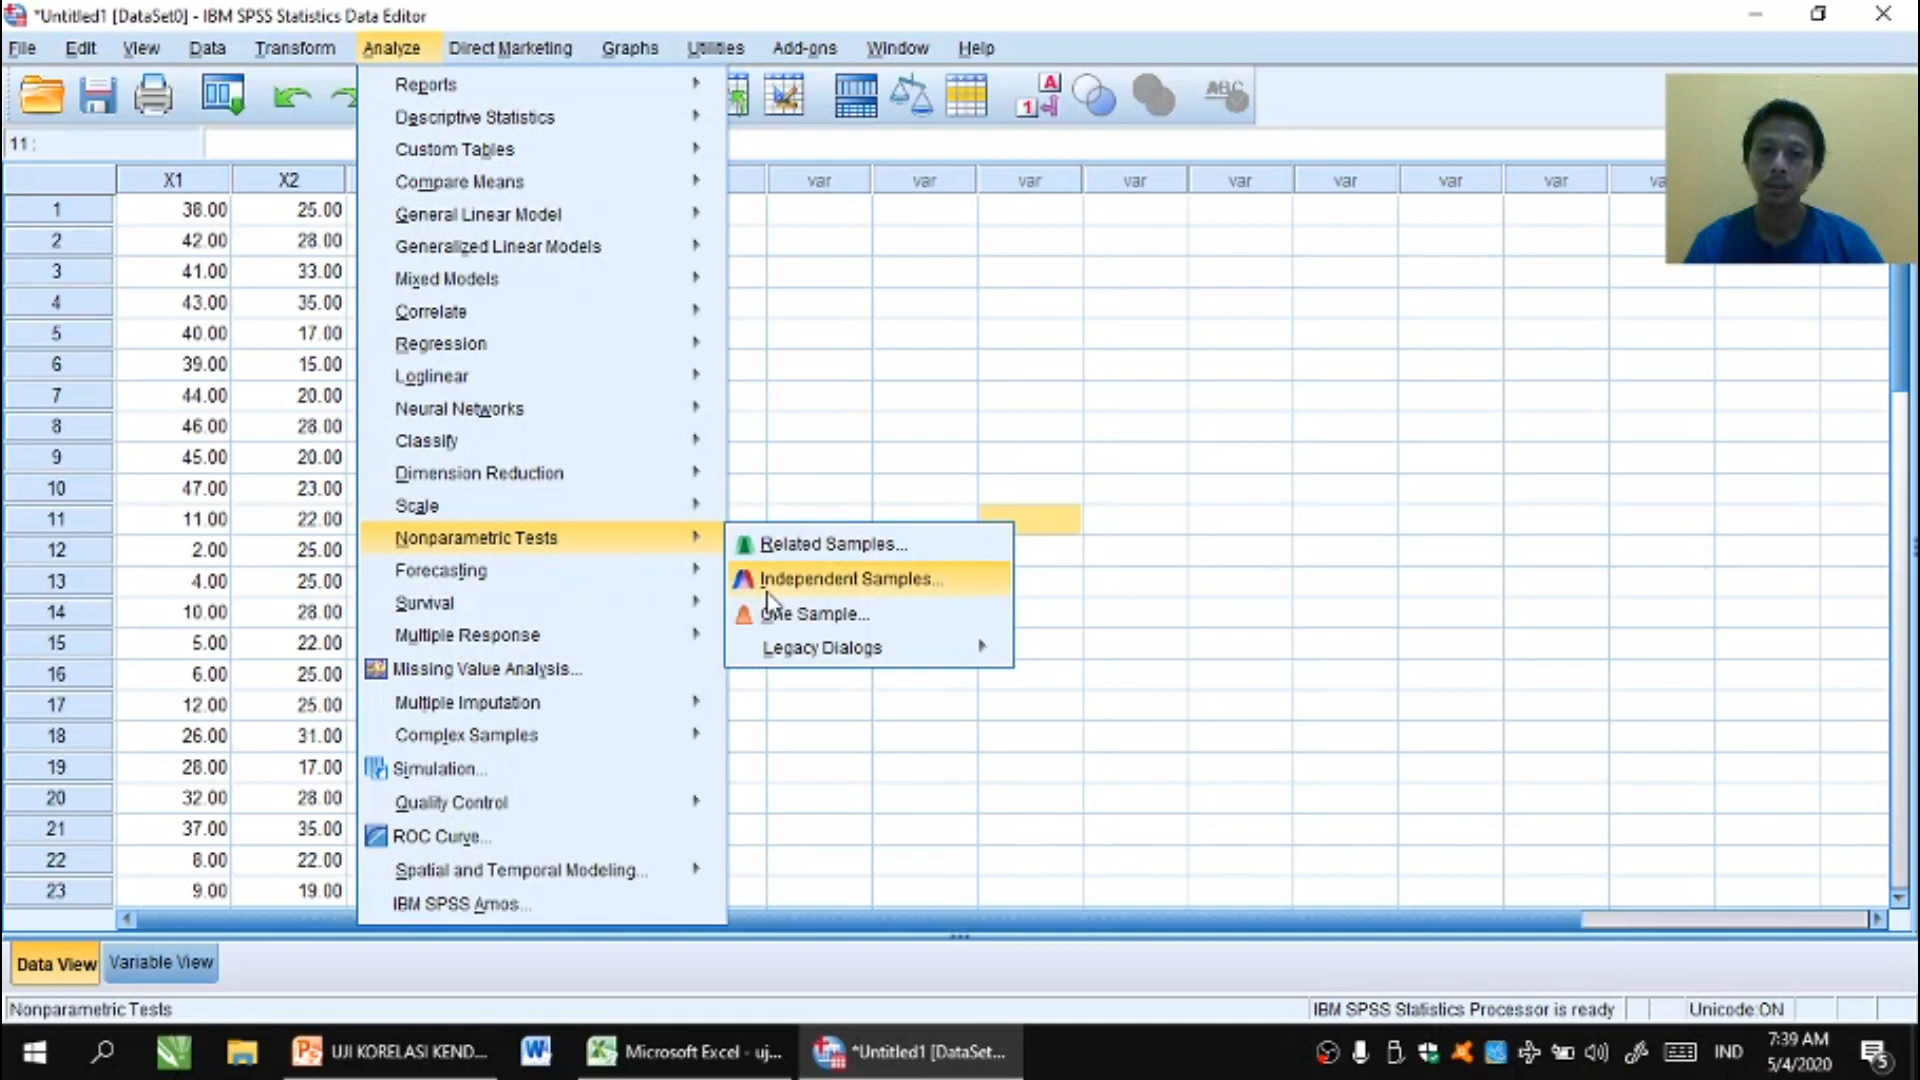 *Untitled1 [DataSet0] - IBM SPSS Statistics Data Editor
File Edit View Data Transform Analyze Direct Marketing Graphs Utilities Add-ons Window Help
A
1
ABC
11 :
X1 X2 var var var var var var var var
1 38.00 25.00
2 42.00 28.00
3 41.00 33.00
4 43.00 35.00
5 40.00 17.00
6 39.00 15.00
7 44.00 20.00
8 46.00 28.00
9 45.00 20.00
10 47.00 23.00
11 11.00 22.00
12 2.00 25.00
13 4.00 25.00
14 10.00 28.00
15 5.00 22.00
16 6.00 25.00
17 12.00 25.00
18 26.00 31.00
19 28.00 17.00
20 32.00 28.00
21 37.00 35.00
22 8.00 22.00
23 9.00 19.00
Reports
Descriptive Statistics
Custom Tables
Compare Means
General Linear Model
Generalized Linear Models
Mixed Models
Correlate
Regression
Loglinear
Neural Networks
Classify
Dimension Reduction
Scale
Nonparametric Tests
Forecasting
Survival
Multiple Response
Missing Value Analysis...
Multiple Imputation
Complex Samples
Simulation...
Quality Control
ROC Curve...
Spatial and Temporal Modeling...
IBM SPSS Amos...
Related Samples...
Independent Samples...
One Sample...
Legacy Dialogs
Data View Variable View
Nonparametric Tests IBM SPSS Statistics Processor is ready Unicode:ON
UJI KORELASI KEND... Microsoft Excel - uj... *Untitled1 [DataSet... IND 7:39 AM
5/4/2020 5